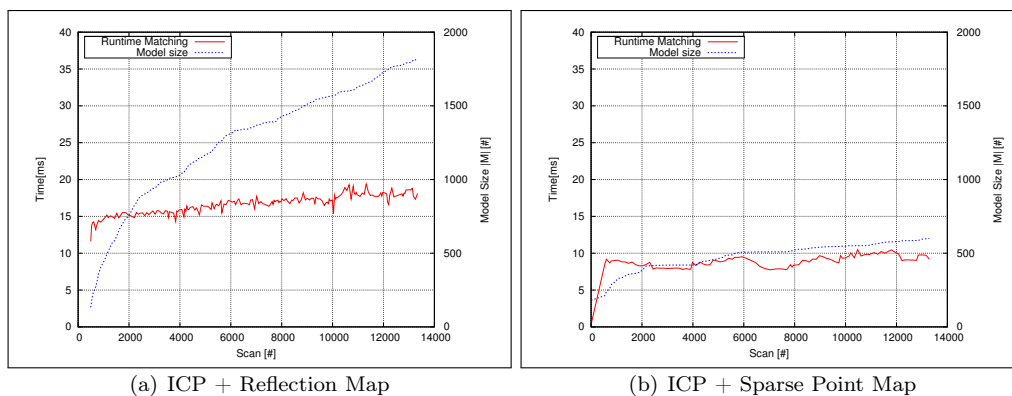 Runtime Matching
Model size
40
35
30
25
20
15
10
5
0
Time[ms]
2000
1500
1000
500
0
Model Size |M| [#]
0 2000 4000 6000 8000 10000 12000 14000
Scan [#]
(a) ICP + Reflection Map
Runtime Matching
Model size
40
35
30
25
20
15
10
5
0
Time[ms]
2000
1500
1000
500
0
Model Size |M| [#]
0 2000 4000 6000 8000 10000 12000 14000
Scan [#]
(b) ICP + Sparse Point Map